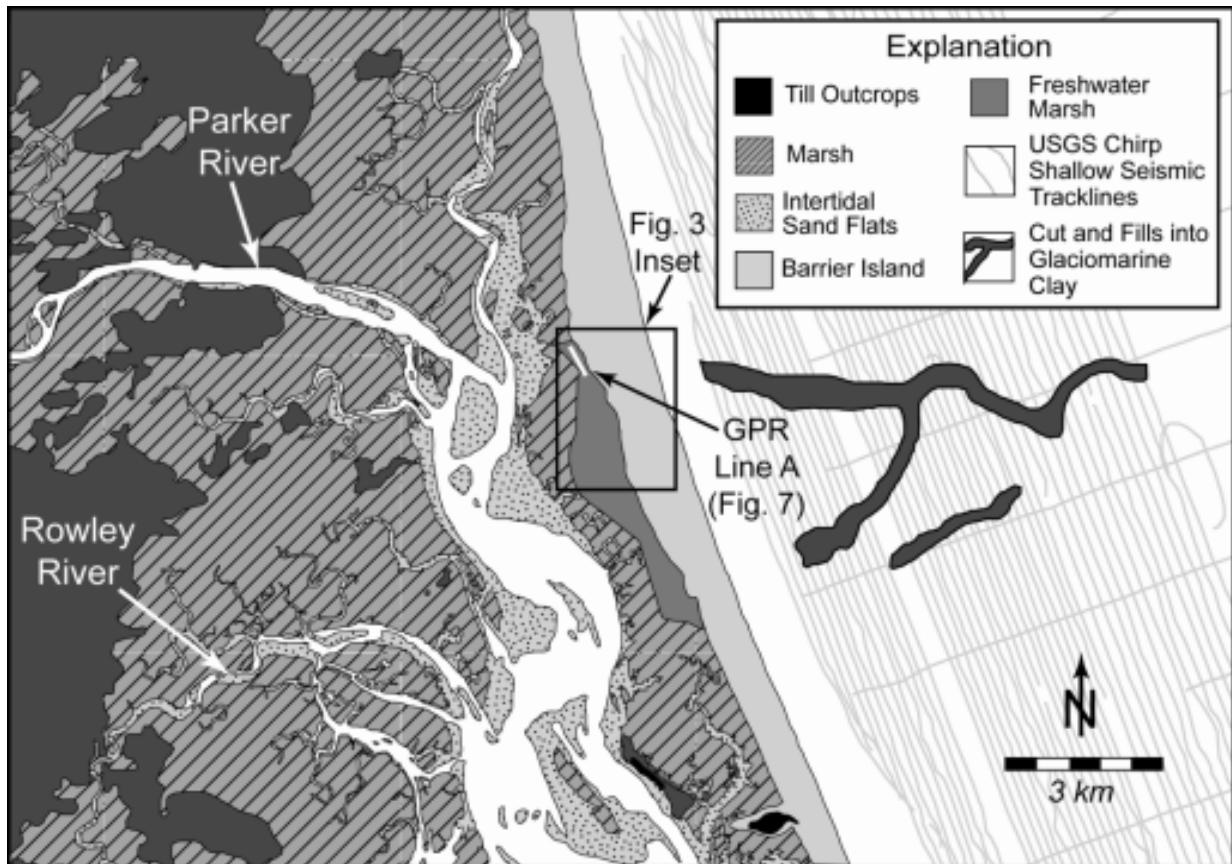 Parker
River
Rowley
River
Fig. 3
Inset
GPR
Line A
(Fig. 7)
Explanation
Till Outcrops
Marsh
Intertidal
Sand Flats
Barrier Island
Freshwater
Marsh
USGS Chirp
Shallow Seismic
Tracklines
Cut and Fills into
Glaciomarine
Clay
N
3 km